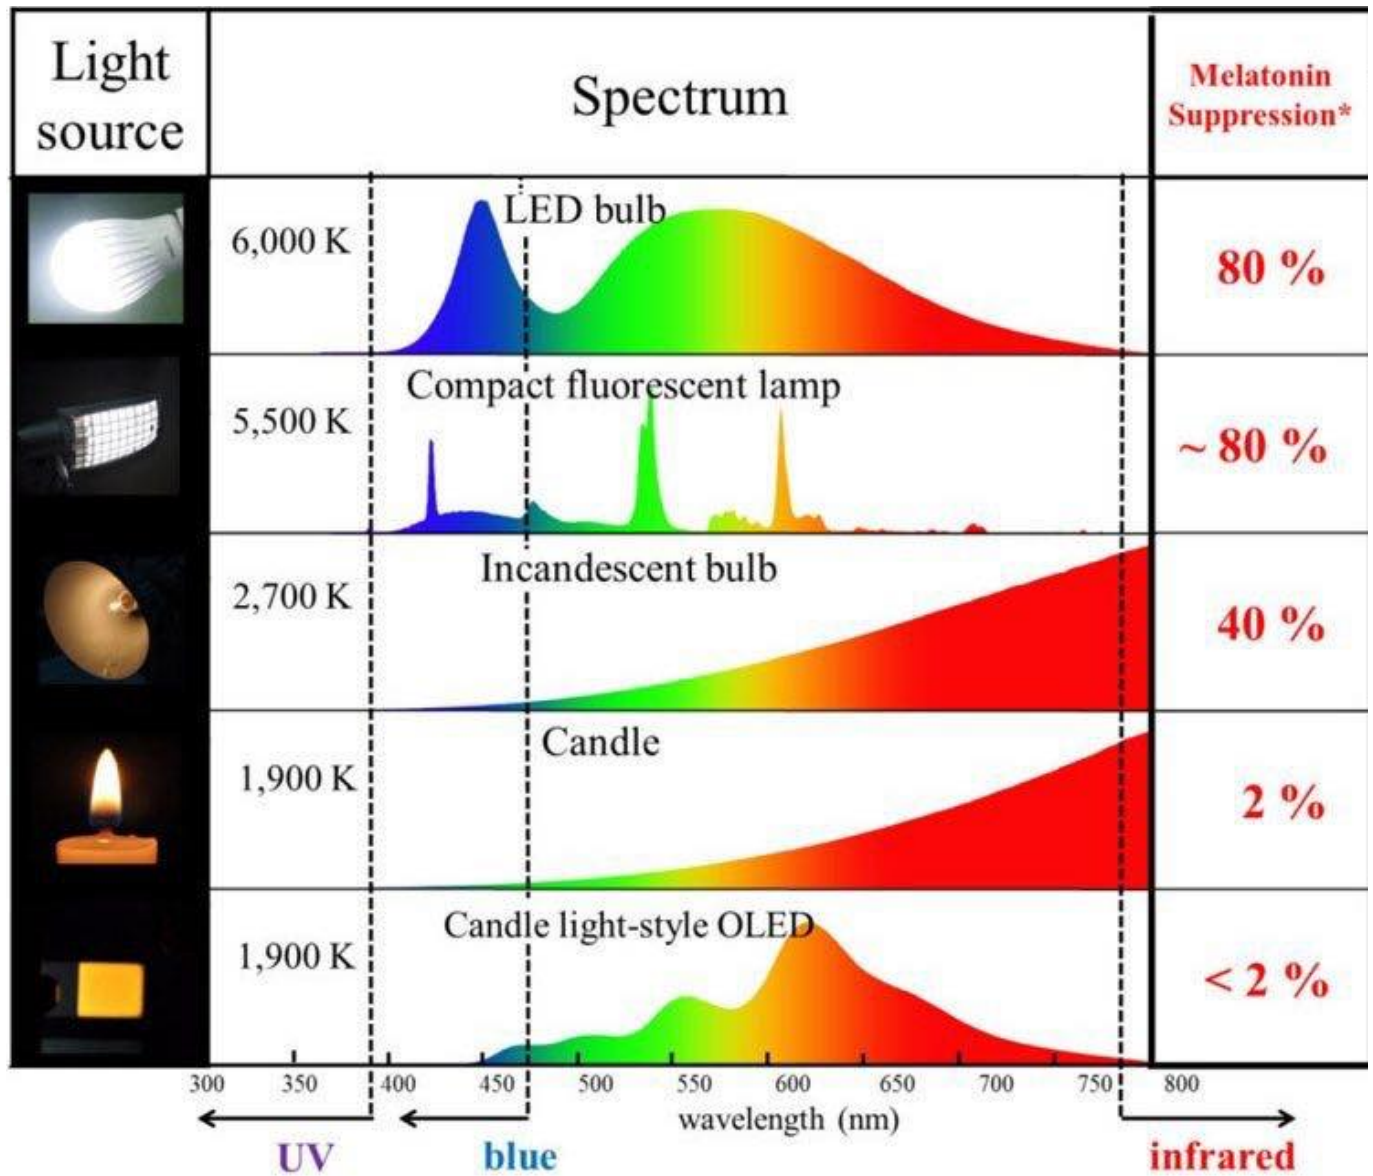 Light
source
Spectrum
Melatonin
Suppression*
6,000 K
LED bulb
80 %
5,500 K
Compact fluorescent lamp
~ 80 %
2,700 K
Incandescent bulb
40 %
1,900 K
Candle
2 %
1,900 K
Candle light-style OLED
< 2 %
300 350 400 450 500 550 600 650 700 750 800
wavelength (nm)
UV blue infrared